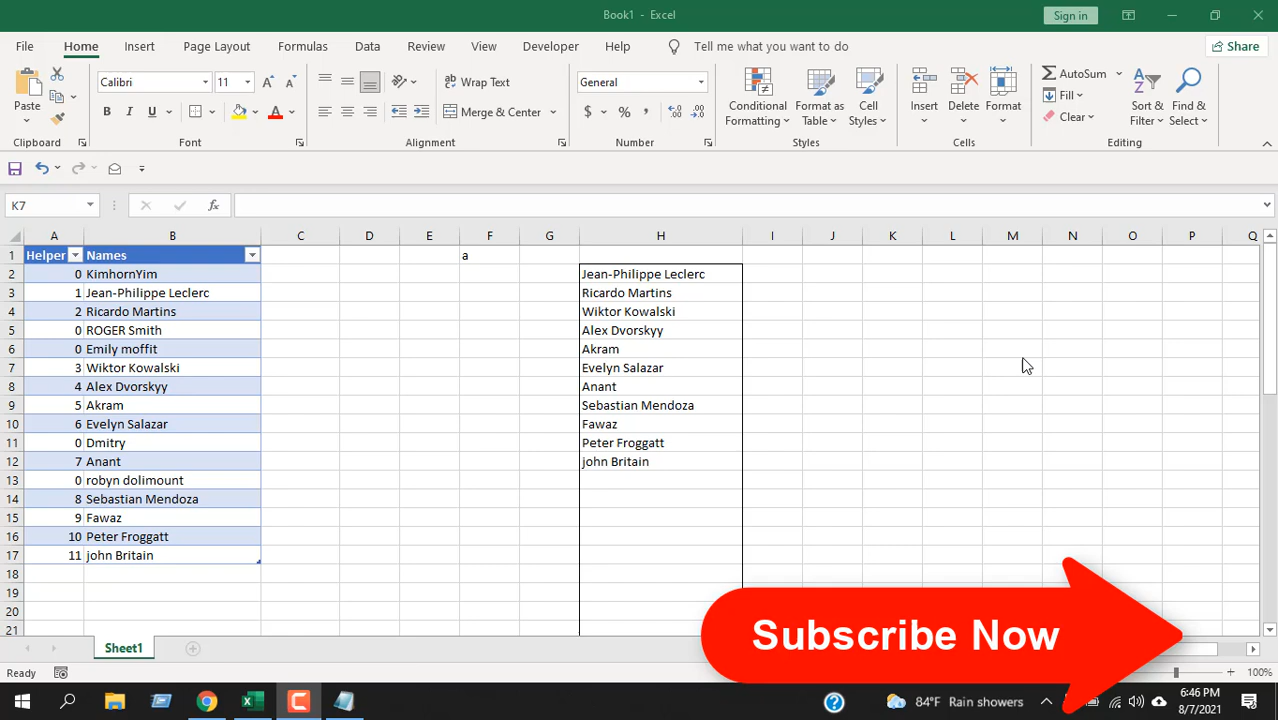 Book1 - Excel
Sign in
File Home Insert Page Layout Formulas Data Review View Developer Help Tell me what you want to do Share
Paste
Clipboard
Calibri 11
B I U
Font
Wrap Text
Merge & Center
Alignment
General
$ % ,
Number
Conditional Formatting
Format as Table
Cell Styles
Styles
Insert Delete Format
Cells
AutoSum
Fill
Clear
Sort & Filter
Find & Select
Editing
K7 fx
A B C D E F G H I J K L M N O P Q
1 Helper Names a
2 0 KimhornYim Jean-Philippe Leclerc
3 1 Jean-Philippe Leclerc Ricardo Martins
4 2 Ricardo Martins Wiktor Kowalski
5 0 ROGER Smith Alex Dvorskyy
6 0 Emily moffit Akram
7 3 Wiktor Kowalski Evelyn Salazar
8 4 Alex Dvorskyy Anant
9 5 Akram Sebastian Mendoza
10 6 Evelyn Salazar Fawaz
11 0 Dmitry Peter Froggatt
12 7 Anant john Britain
13 0 robyn dolimount
14 8 Sebastian Mendoza
15 9 Fawaz
16 10 Peter Froggatt
17 11 john Britain
18
19
20
21
Subscribe Now
Sheet1
Ready 100%
84°F Rain showers
6:46 PM
8/7/2021